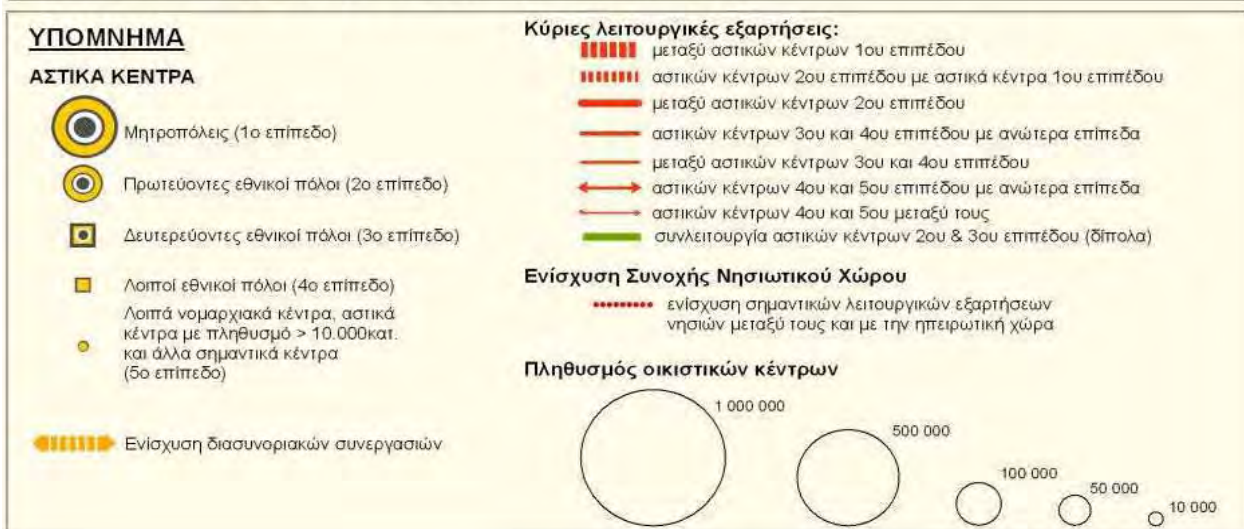 ΥΠΟΜΝΗΜΑ
ΑΣΤΙΚΑ ΚΕΝΤΡΑ
Μητροπόλεις (1ο επίπεδο)
Πρωτεύοντες εθνικοί πόλοι (2ο επίπεδο)
Δευτερεύοντες εθνικοί πόλοι (3ο επίπεδο)
Λοιποί εθνικοί πόλοι (4ο επίπεδο)
Λοιπά νομαρχιακά κέντρα, αστικά
κέντρα με πληθυσμό > 10.000κατ.
και άλλα σημαντικά κέντρα
(5ο επίπεδο)
Ενίσχυση διασυνοριακών συνεργασιών
Κύριες λειτουργικές εξαρτήσεις:
μεταξύ αστικών κέντρων 1ου επιπέδου
αστικών κέντρων 2ου επιπέδου με αστικά κέντρα 1ου επιπέδου
μεταξύ αστικών κέντρων 2ου επιπέδου
αστικών κέντρων 3ου και 4ου επιπέδου με ανώτερα επίπεδα
μεταξύ αστικών κέντρων 3ου και 4ου επιπέδου
αστικών κέντρων 4ου και 5ου επιπέδου με ανώτερα επίπεδα
αστικών κέντρων 4ου και 5ου μεταξύ τους
συνλειτουργία αστικών κέντρων 2ου & 3ου επιπέδου (δίπολα)
Ενίσχυση Συνοχής Νησιωτικού Χώρου
ενίσχυση σημαντικών λειτουργικών εξαρτήσεων
νησιών μεταξύ τους και με την ηπειρωτική χώρα
Πληθυσμός οικιστικών κέντρων
1 000 000
500 000
100 000
50 000
10 000